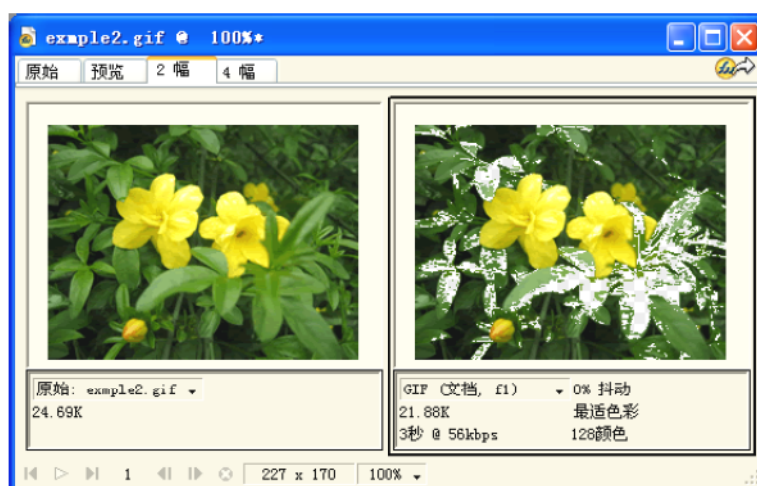 exmple2.gif @ 100%*
原始 预览 2 幅 4 幅
原始: exmple2.gif
24.69K
GIF (文档, f1) 0% 抖动
21.88K 最适色彩
3秒 @ 56kbps 128颜色
1 227 x 170 100%